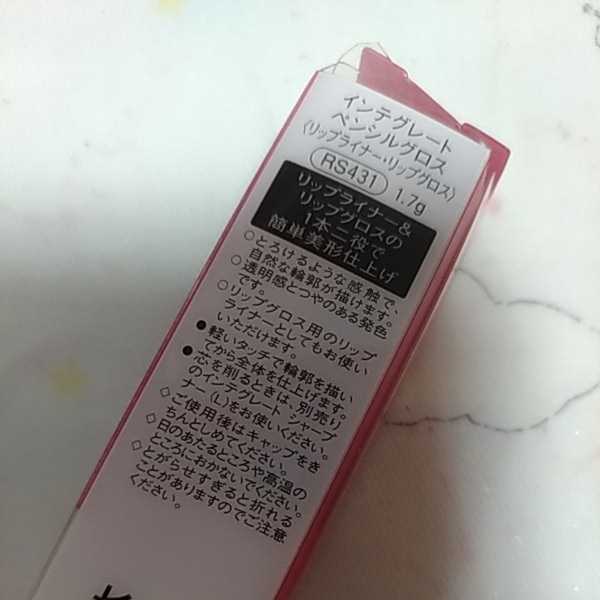 インテグレート
ペンシルグロス
〈リップライナー・リップグロス〉
RS431 1.7g
リップライナー&
リップグロスの
1本二役で
簡単美形仕上げ
○とろけるような感触で、
自然な輪郭が描けます。
○透明感とつやのある発色
です。
○リップグロス用のリップ
ライナーとしてもお使い
いただけます。
●軽いタッチで輪郭を描い
てから全体を仕上げます。
●芯を削るときは、別売り
のインテグレート シャープ
ナー(L)をお使いください。
◇ご使用後はキャップをき
ちんとしめてください。
◇日のあたるところや高温の
ところにおかないでください。
◇とがらせすぎると折れる
ことがありますのでご注意
ください。